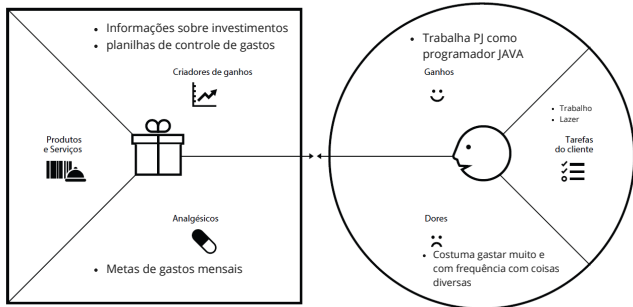 • Informações sobre investimentos
• planilhas de controle de gastos
Criadores de ganhos
Produtos
e Serviços
Analgésicos
• Metas de gastos mensais
• Trabalha PJ como
programador JAVA
Ganhos
• Trabalho
• Lazer
Tarefas
do cliente
Dores
• Costuma gastar muito e
com frequência com coisas
diversas